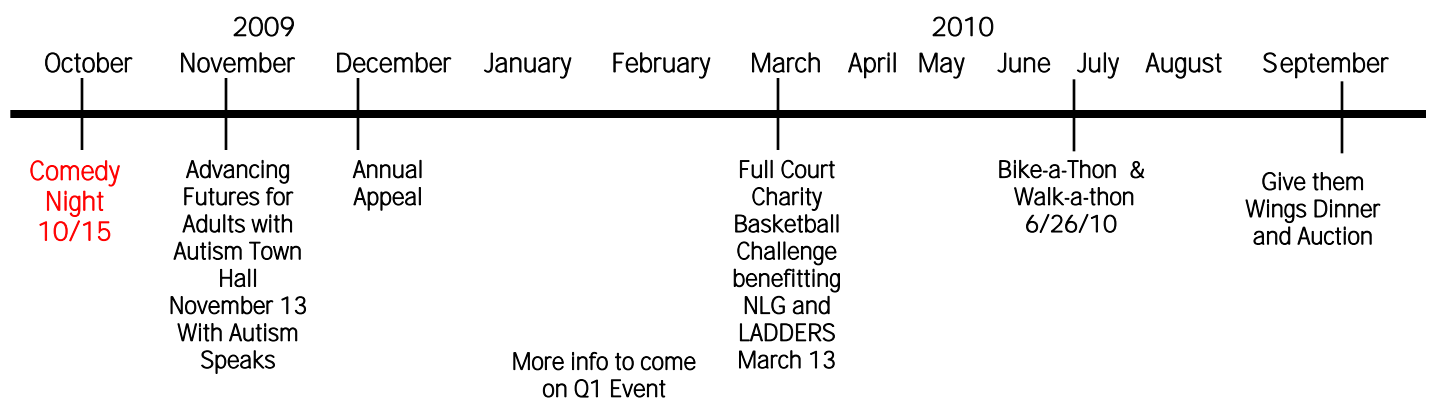 2009
2010
October November December January February March April May June July August September
Comedy
Night
10/15
Advancing
Futures for
Adults with
Autism Town
Hall
November 13
With Autism
Speaks
Annual
Appeal
More info to come
on Q1 Event
Full Court
Charity
Basketball
Challenge
benefitting
NLG and
LADDERS
March 13
Bike-a-Thon &
Walk-a-thon
6/26/10
Give them
Wings Dinner
and Auction